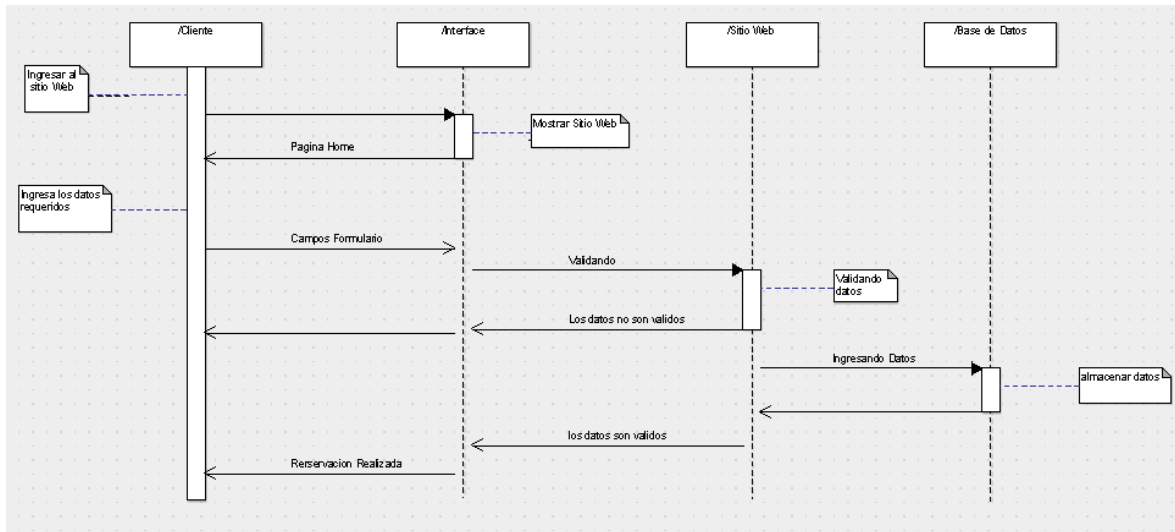 /Cliente
/Interface
/Sitio Web
/Base de Datos
Ingresar al
sitio Web
Mostrar Sitio Web
Pagina Home
Ingresa los datos
requeridos
Campos Formulario
Validando
Validando
datos
Los datos no son validos
Ingresando Datos
almacenar datos
los datos son validos
Rerservacion Realizada